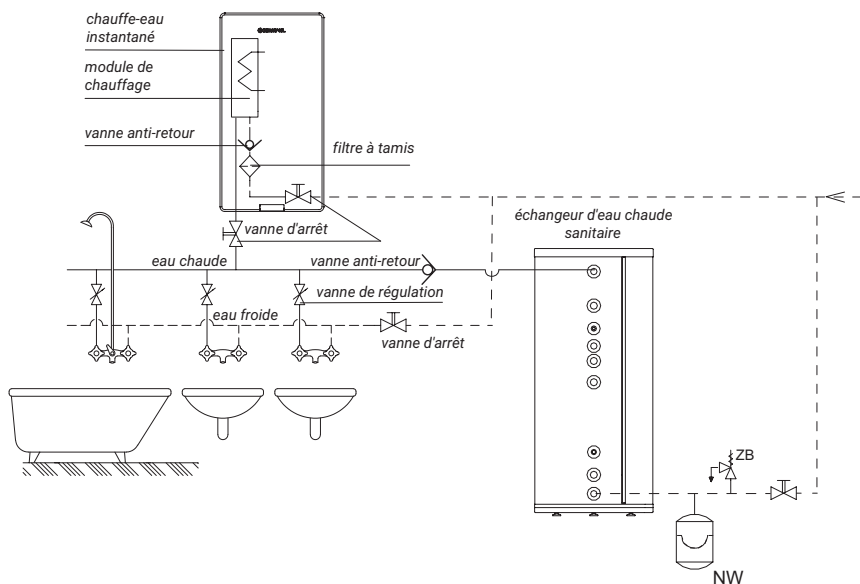 chauffe-eau
instantané
module de
chauffage
vanne anti-retour
filtre à tamis
vanne d'arrêt
échangeur d'eau chaude
sanitaire
eau chaude
vanne anti-retour
vanne de régulation
eau froide
vanne d'arrêt
ZB
NW